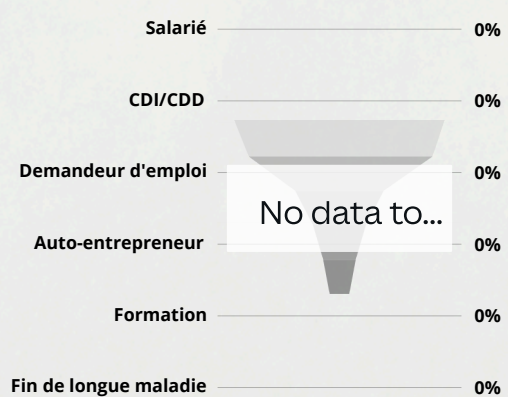 Salarié 0%
CDI/CDD 0%
Demandeur d'emploi 0%
No data to...
Auto-entrepreneur 0%
Formation 0%
Fin de longue maladie 0%